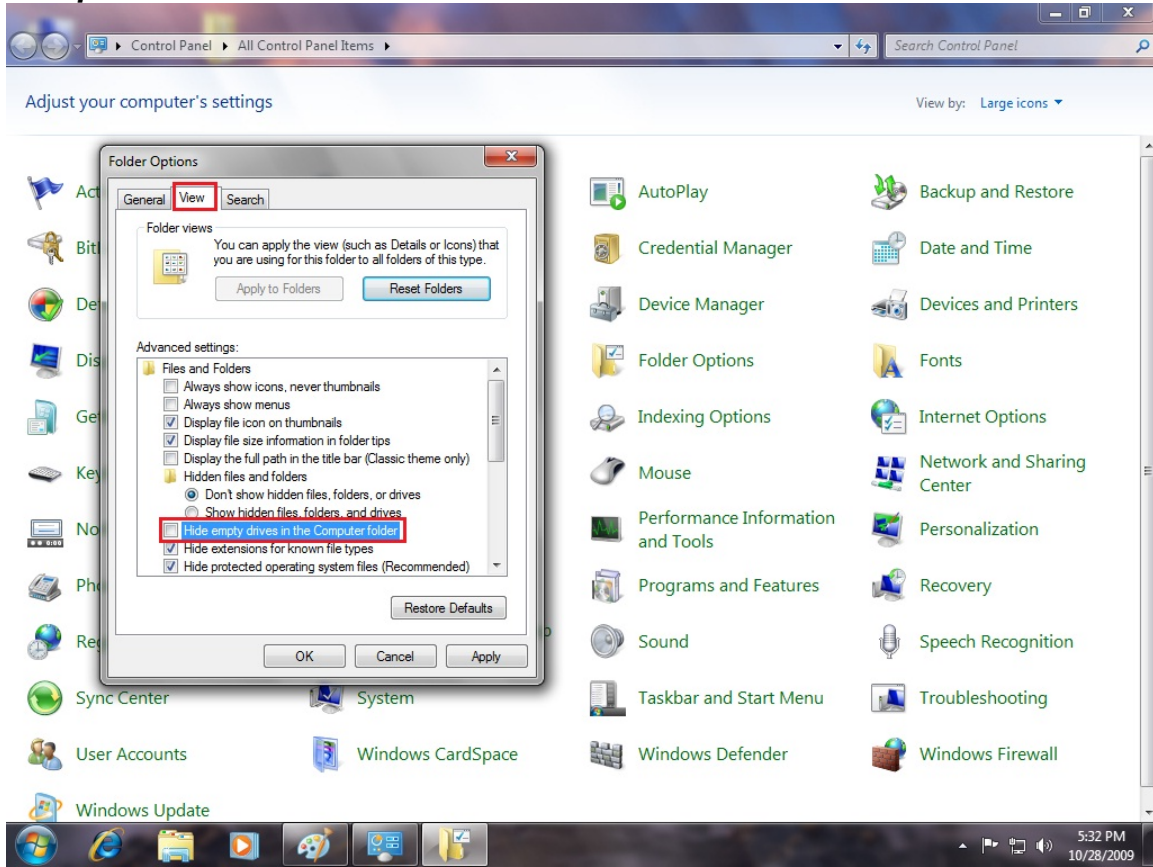 Control Panel ▸ All Control Panel Items ▸
Search Control Panel
Adjust your computer's settings
View by: Large icons
Folder Options
General View Search
Folder views
You can apply the view (such as Details or Icons) that
you are using for this folder to all folders of this type.
Apply to Folders Reset Folders
Advanced settings:
Files and Folders
Always show icons, never thumbnails
Always show menus
Display file icon on thumbnails
Display file size information in folder tips
Display the full path in the title bar (Classic theme only)
Hidden files and folders
Don't show hidden files, folders, or drives
Show hidden files, folders, and drives
Hide empty drives in the Computer folder
Hide extensions for known file types
Hide protected operating system files (Recommended)
Restore Defaults
OK Cancel Apply
Act
AutoPlay
Backup and Restore
Bitl
Credential Manager
Date and Time
De
Device Manager
Devices and Printers
Dis
Folder Options
Fonts
Ge
Indexing Options
Internet Options
Key
Mouse
Network and Sharing
Center
No
Performance Information
and Tools
Personalization
Pho
Programs and Features
Recovery
Reg
Sound
Speech Recognition
Sync Center
System
Taskbar and Start Menu
Troubleshooting
User Accounts
Windows CardSpace
Windows Defender
Windows Firewall
Windows Update
5:32 PM
10/28/2009